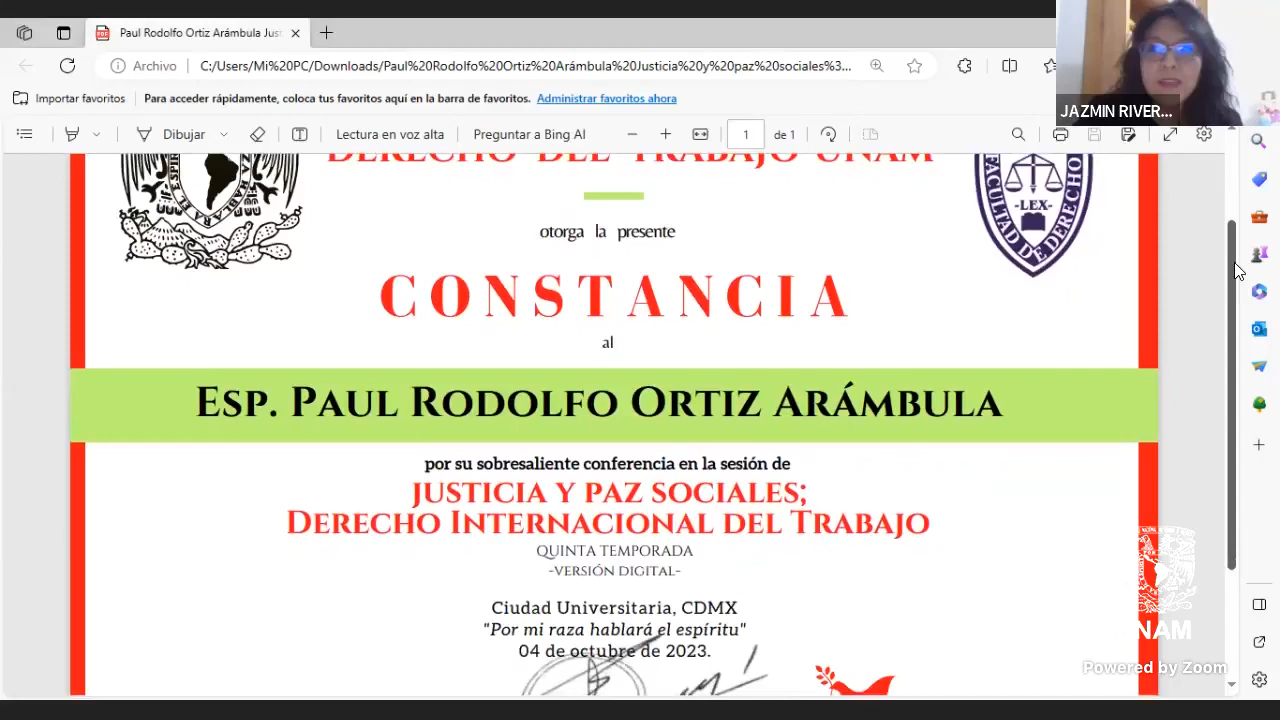 Paul Rodolfo Ortiz Arámbula Just
Archivo
C:/Users/Mi%20PC/Downloads/Paul%20Rodolfo%20Ortiz%20Arámbula%20Justicia%20y%20paz%20sociales%3...
JAZMIN RIVER...
Importar favoritos
Para acceder rápidamente, coloca tus favoritos aquí en la barra de favoritos. Administrar favoritos ahora
Dibujar
Lectura en voz alta
Preguntar a Bing AI
1
de 1
DERECHO DEL TRABAJO UNAM
HABLARÁ EL
FACULTAD DE DERECHO
-LEX-
otorga la presente
CONSTANCIA
al
Esp. Paul Rodolfo Ortiz Arámbula
por su sobresaliente conferencia en la sesión de
JUSTICIA Y PAZ SOCIALES;
Derecho Internacional del Trabajo
QUINTA TEMPORADA
-VERSIÓN DIGITAL-
Ciudad Universitaria, CDMX
"Por mi raza hablará el espíritu"
04 de octubre de 2023.
UNAM
Powered by Zoom